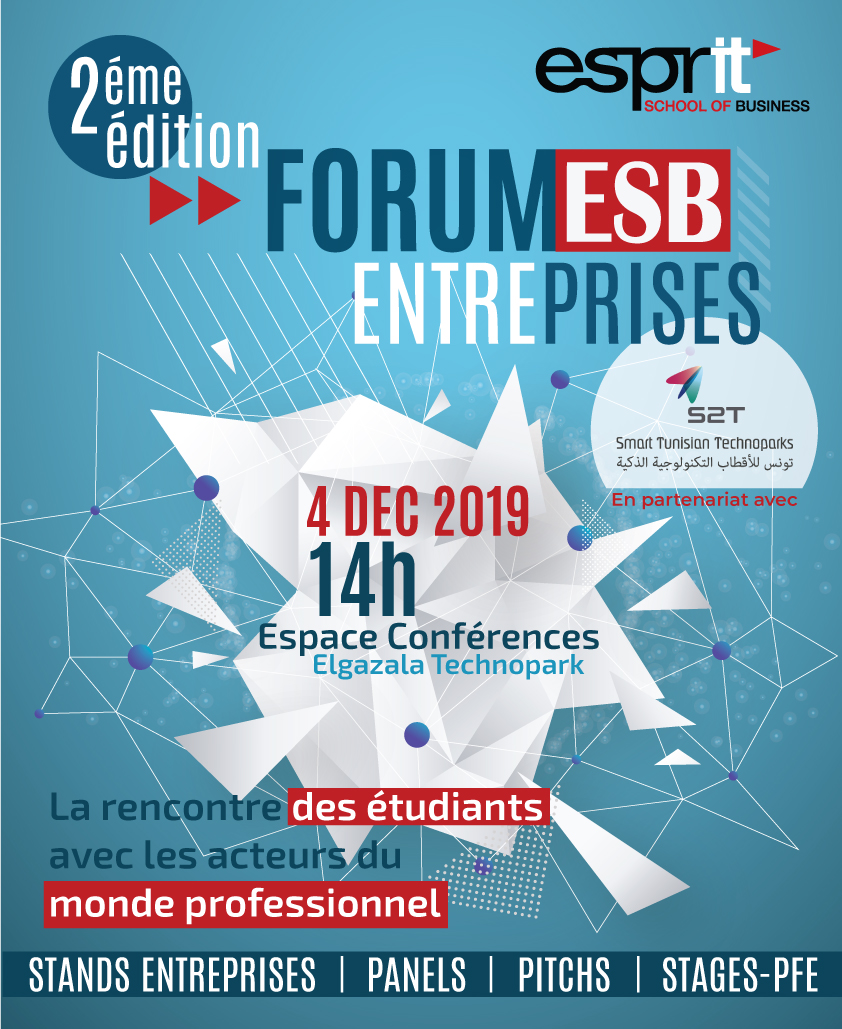 2éme
édition
esprit
SCHOOL OF BUSINESS
FORUM ESB
ENTREPRISES
S2T
Smart Tunisian Technoparks
تونس للأقطاب التكنولوجية الذكية
En partenariat avec
4 DEC 2019
14h
Espace Conférences
Elgazala Technopark
La rencontre des étudiants
avec les acteurs du
monde professionnel
STANDS ENTREPRISES | PANELS | PITCHS | STAGES-PFE